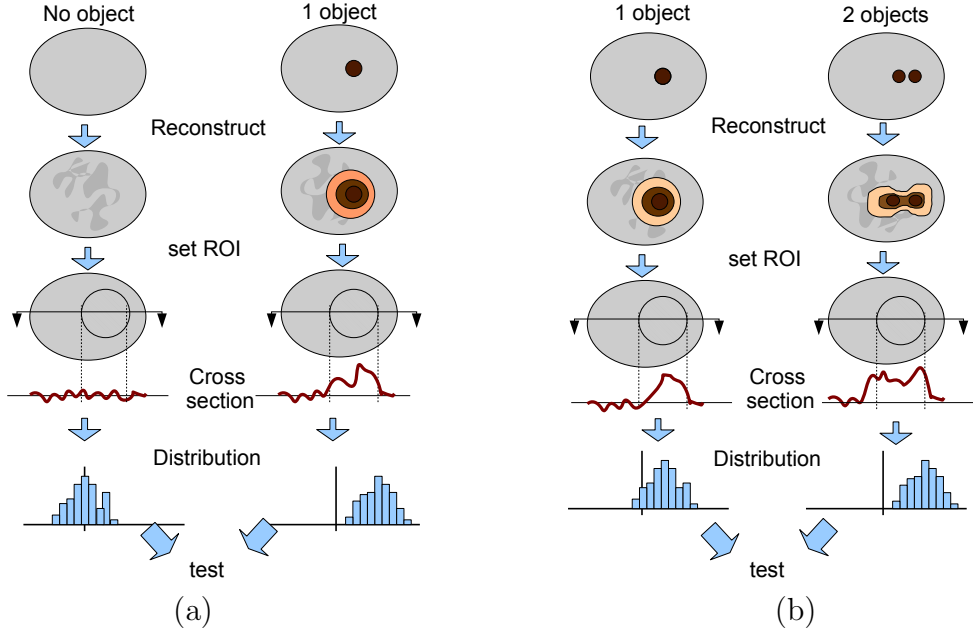 No object
1 object
Reconstruct
set ROI
Cross
section
Distribution
test
(a)
1 object
2 objects
Reconstruct
set ROI
Cross
section
Distribution
test
(b)